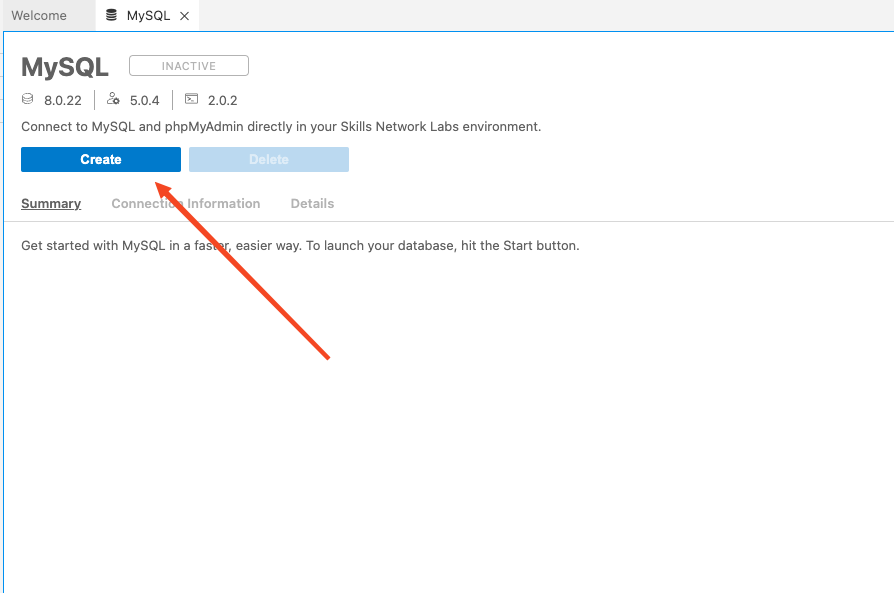 Welcome MySQL
MySQL INACTIVE
8.0.22 5.0.4 2.0.2
Connect to MySQL and phpMyAdmin directly in your Skills Network Labs environment.
Create Delete
Summary Connection Information Details
Get started with MySQL in a faster, easier way. To launch your database, hit the Start button.